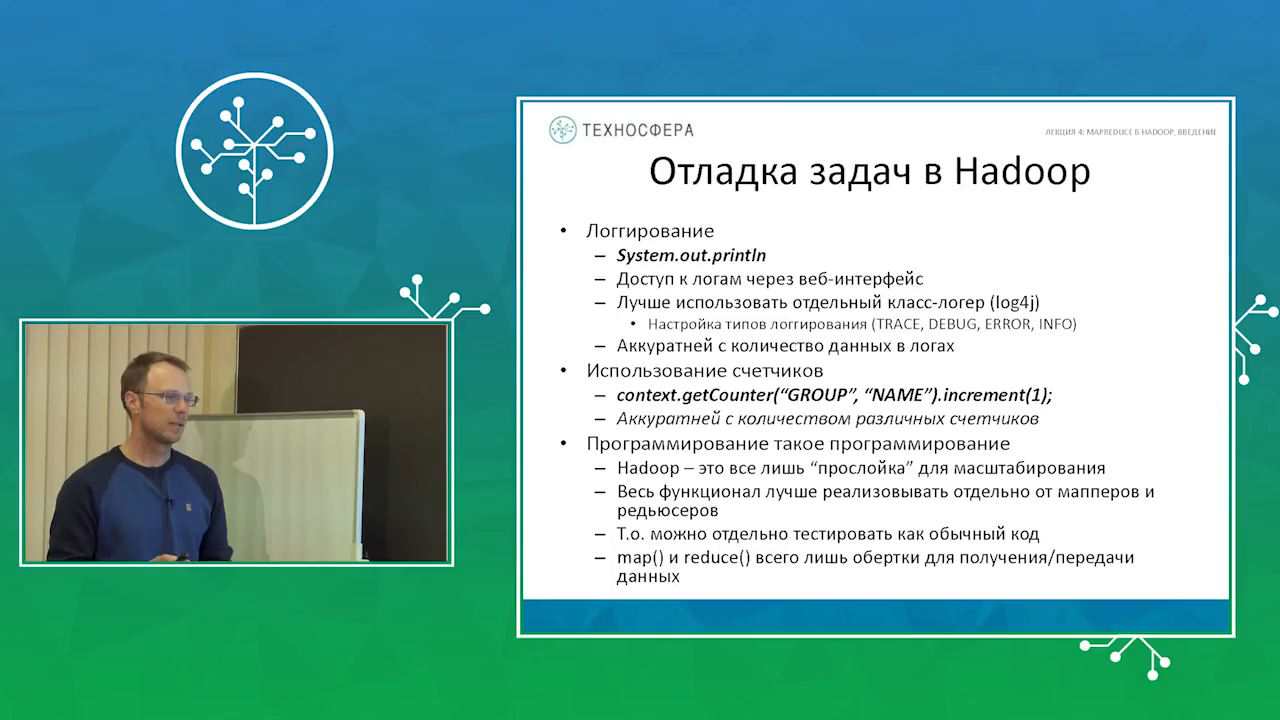 ТЕХНОСФЕРА
ЛЕКЦИЯ 4: MAPREDUCE В HADOOP, ВВЕДЕНИЕ
Отладка задач в Hadoop
• Логгирование
– System.out.println
– Доступ к логам через веб-интерфейс
– Лучше использовать отдельный класс-логер (log4j)
• Настройка типов логгирования (TRACE, DEBUG, ERROR, INFO)
– Аккуратней с количество данных в логах
• Использование счетчиков
– context.getCounter(“GROUP”, “NAME”).increment(1);
– Аккуратней с количеством различных счетчиков
• Программирование такое программирование
– Hadoop – это все лишь “прослойка” для масштабирования
– Весь функционал лучше реализовывать отдельно от мапперов и
редьюсеров
– Т.о. можно отдельно тестировать как обычный код
– map() и reduce() всего лишь обертки для получения/передачи
данных